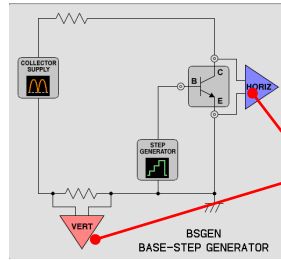 COLLECTOR
SUPPLY
C
B
E
HORIZ
STEP
GENERATOR
VERT
BSGEN
BASE-STEP GENERATOR